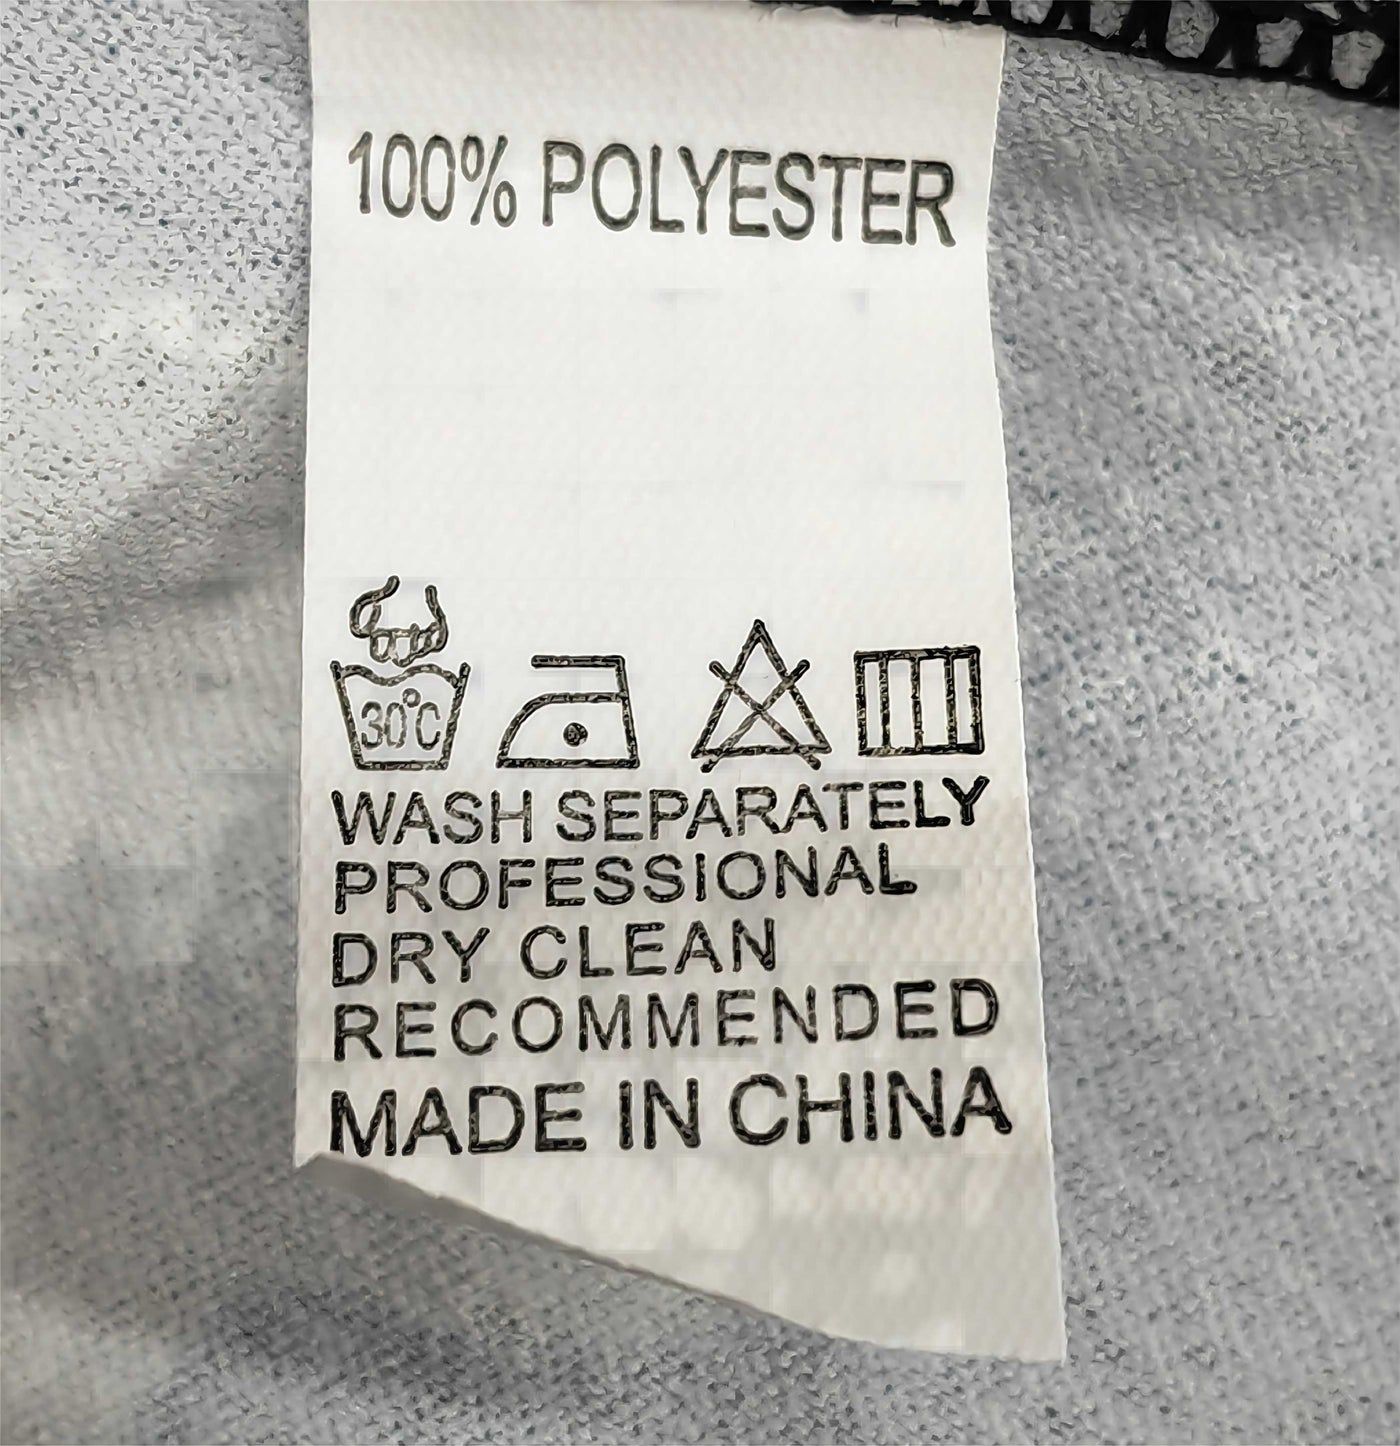 100% POLYESTER
30°C
WASH SEPARATELY
PROFESSIONAL
DRY CLEAN
RECOMMENDED
MADE IN CHINA